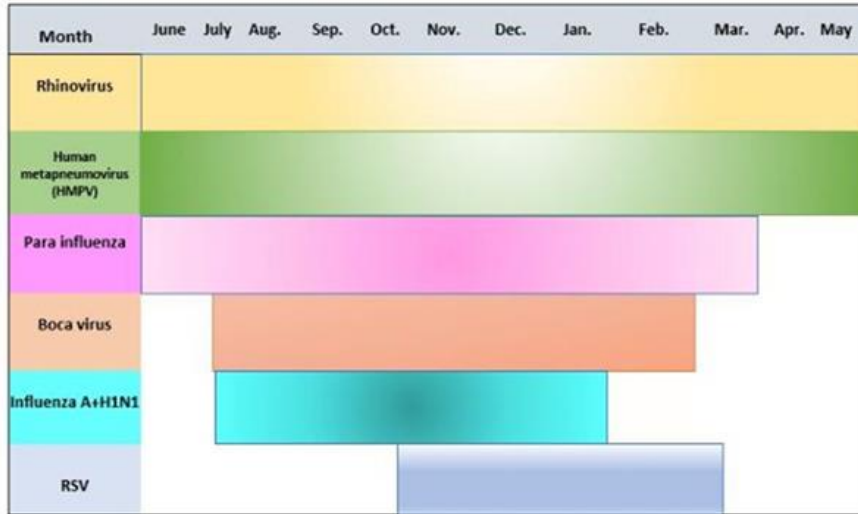 Month June July Aug. Sep. Oct. Nov. Dec. Jan. Feb. Mar. Apr. May
Rhinovirus
Human
metapneumovirus
(HMPV)
Para influenza
Boca virus
Influenza A+H1N1
RSV